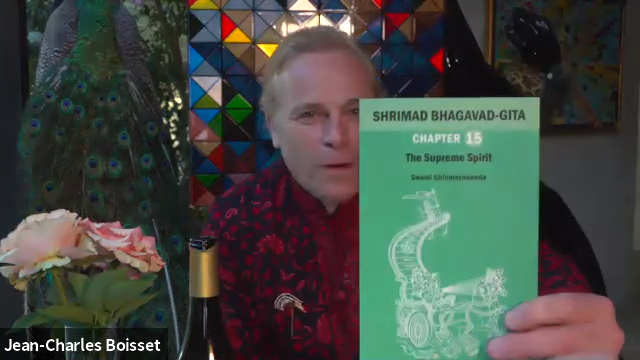 SHRIMAD BHAGAVAD-GITA
CHAPTER 15
The Supreme Spirit
Swami Chinmayananda
Jean-Charles Boisset